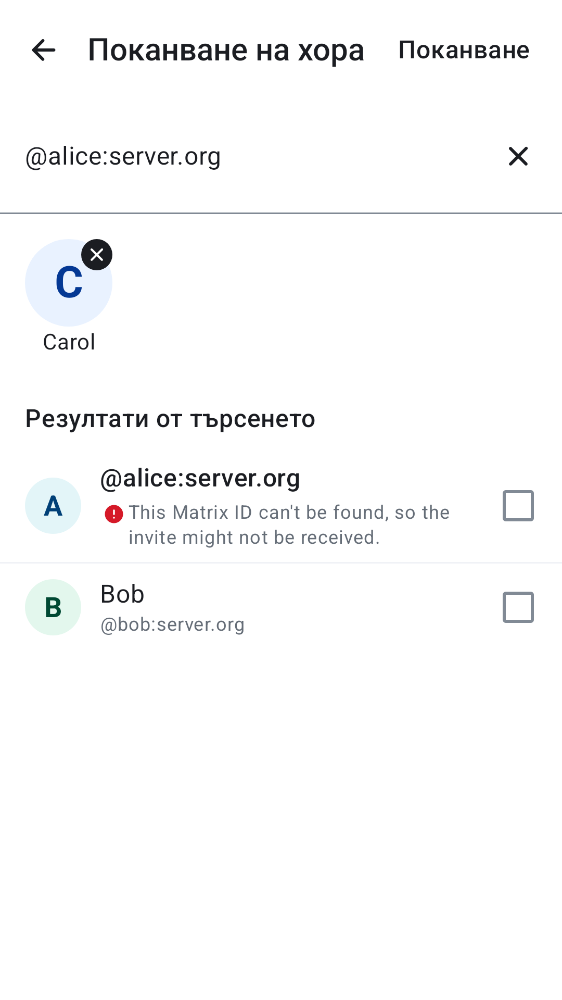 Поканване на хора
Поканване
@alice:server.org
C
Carol
Резултати от търсенето
A
@alice:server.org
This Matrix ID can't be found, so the
invite might not be received.
B
Bob
@bob:server.org